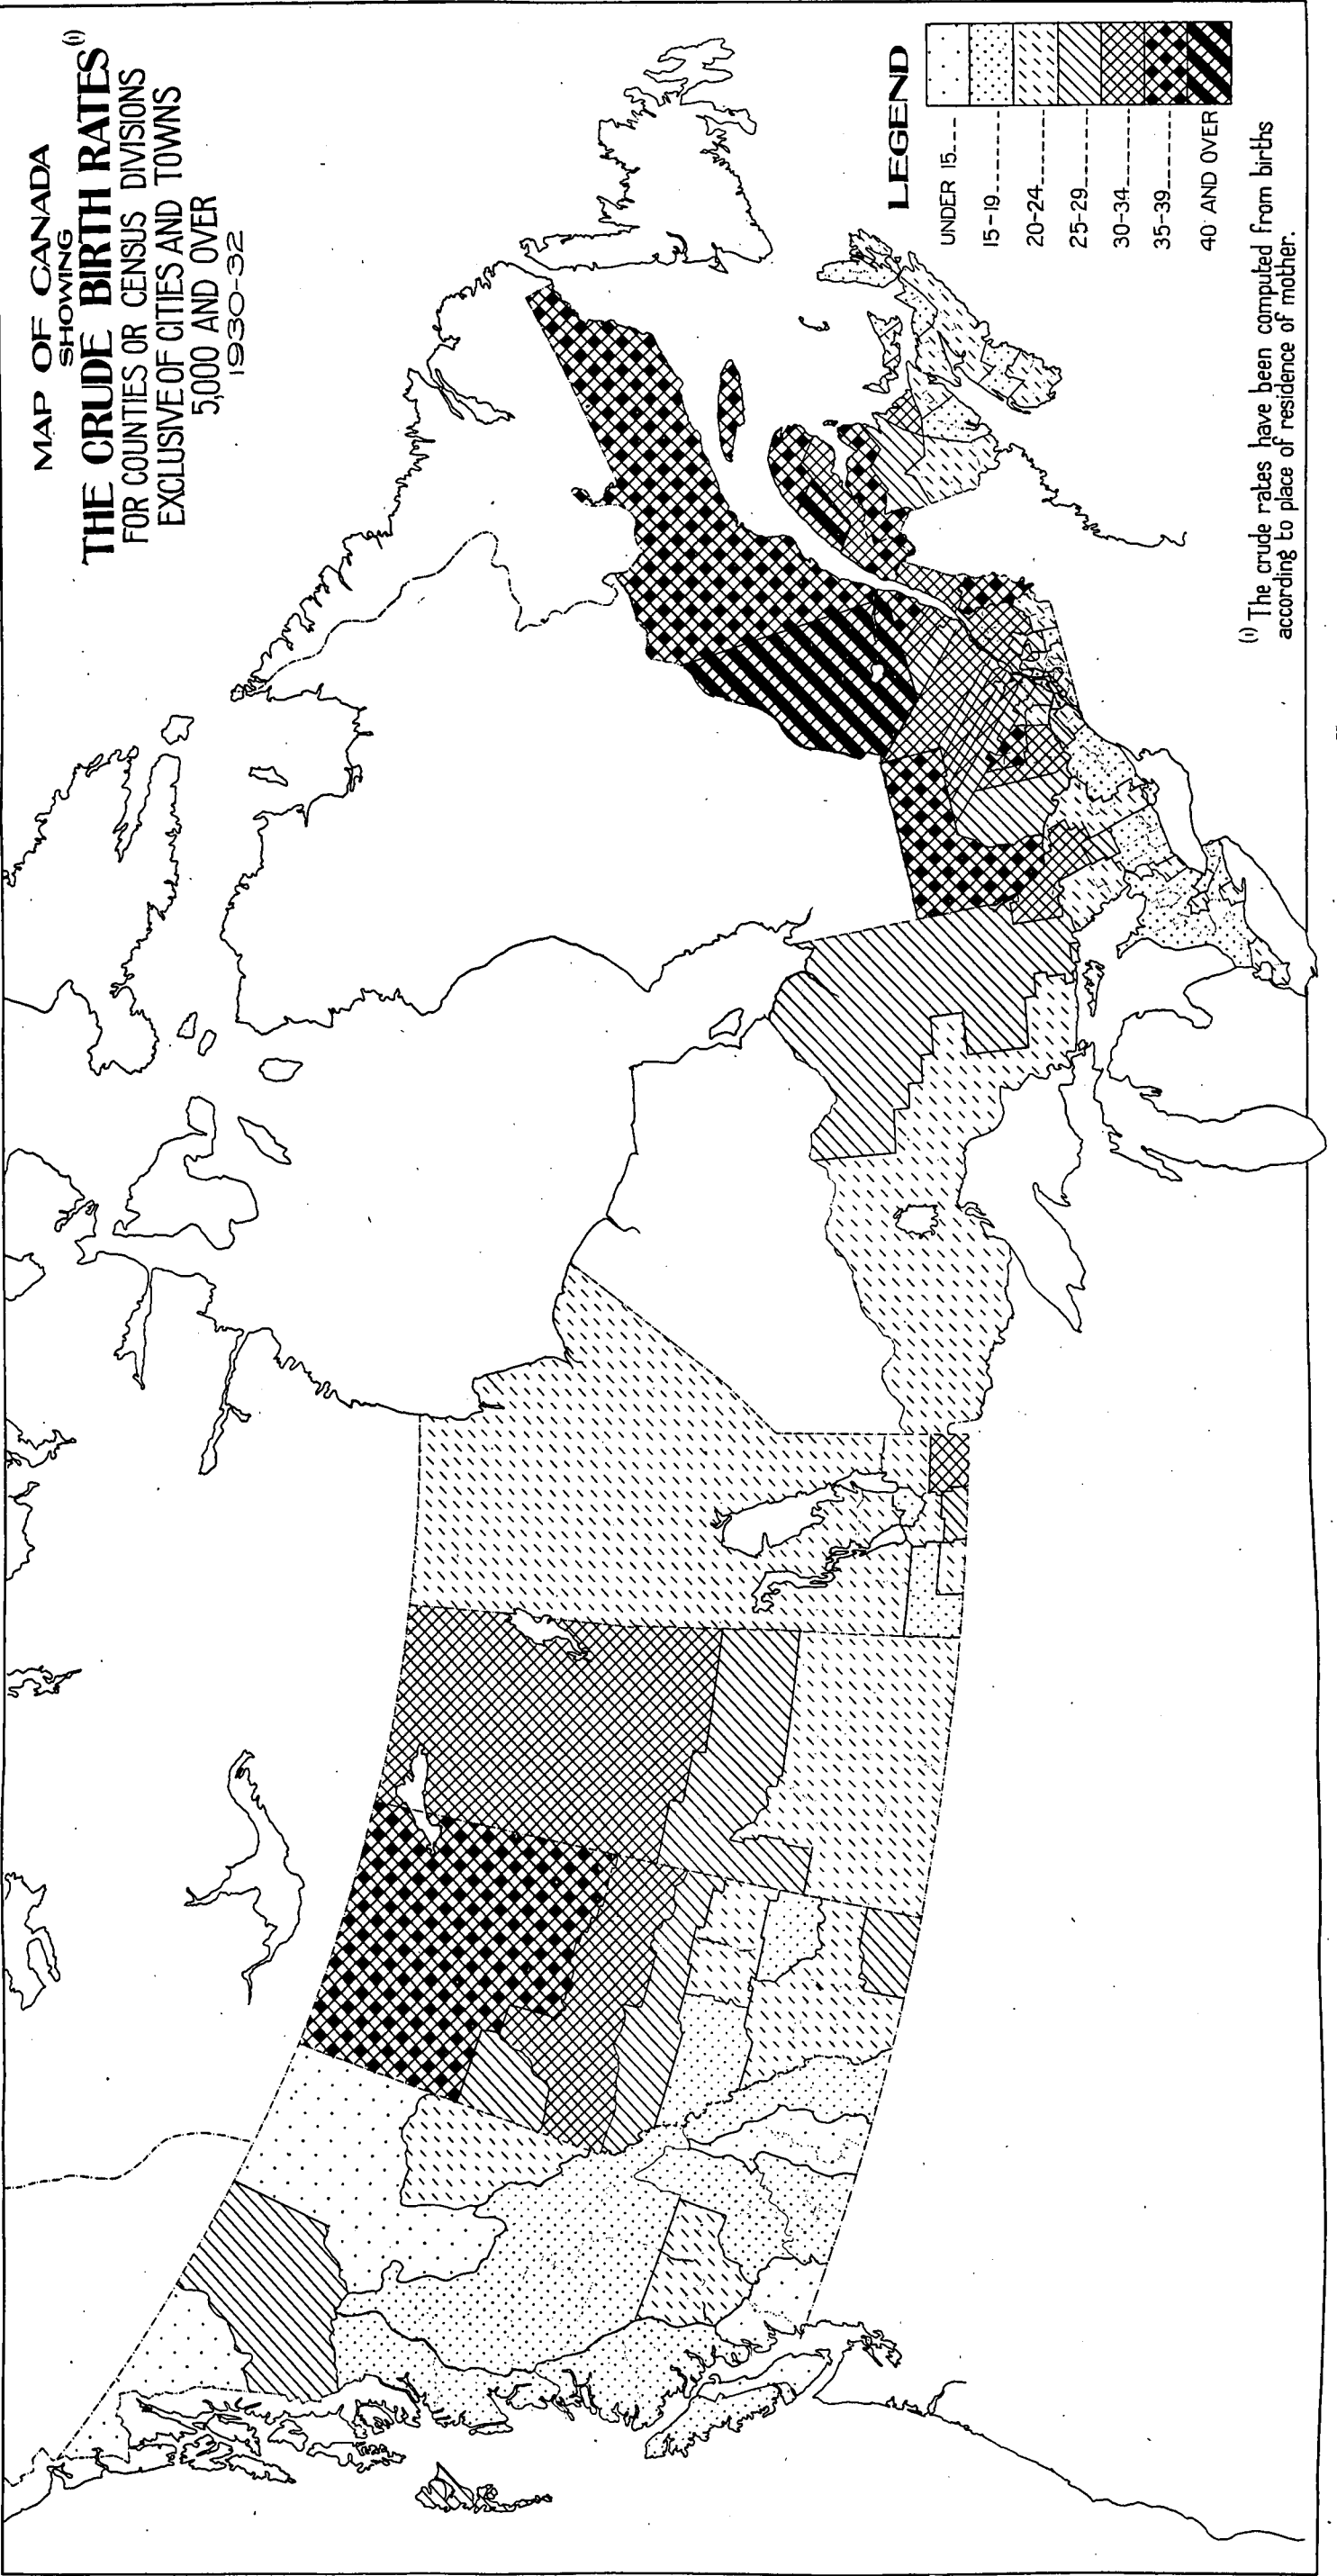 MAP OF CANADA
SHOWING
THE CRUDE BIRTH RATES (1)
FOR COUNTIES OR CENSUS DIVISIONS
EXCLUSIVE OF CITIES AND TOWNS
5,000 AND OVER
1930-32
LEGEND
UNDER 15---
15-19--------
20-24------
25-29-------
30-34--------
35-39-------
40 AND OVER
(1) The crude rates have been computed from births
according to place of residence of mother.